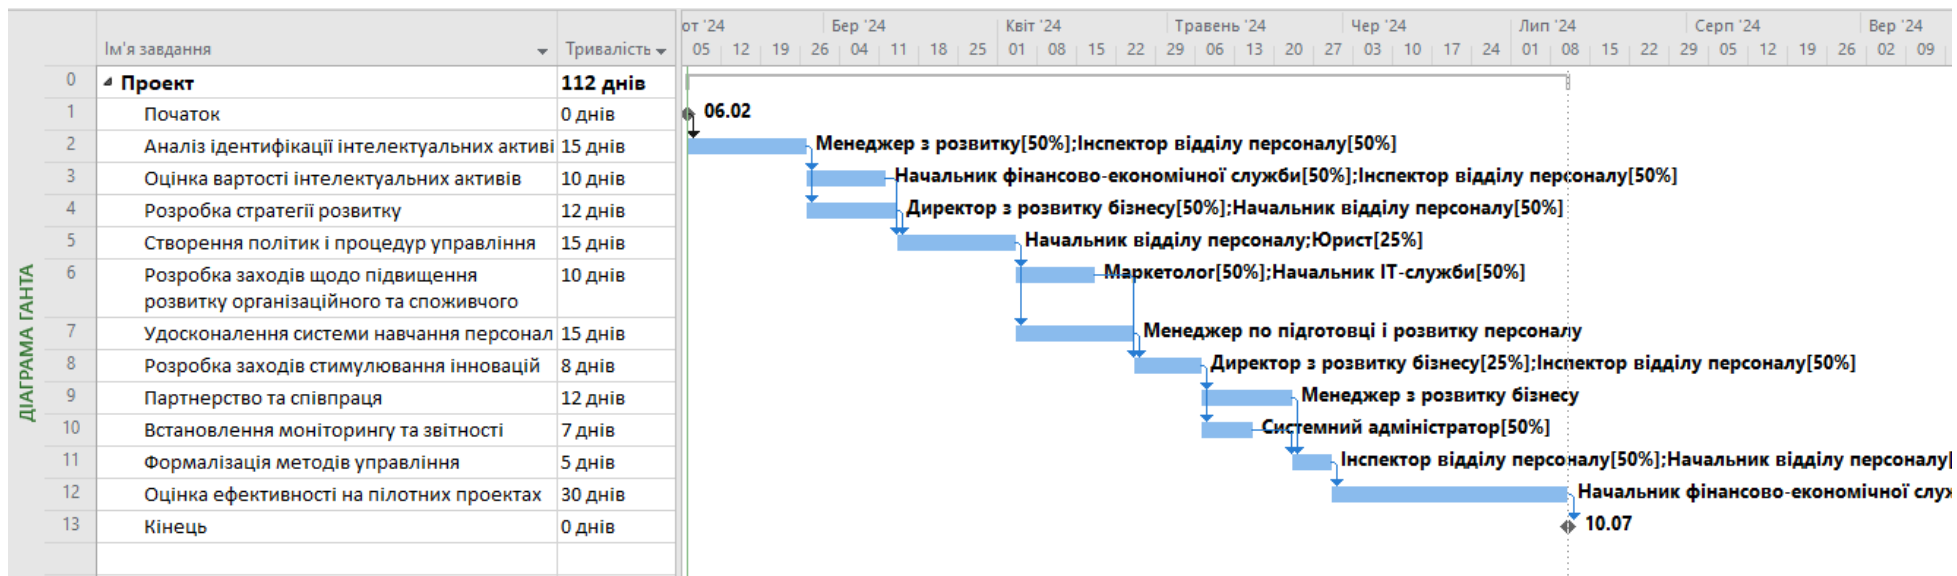 от '24 Бер '24 Квіт '24 Травень '24 Чер '24 Лип '24 Серп '24 Вер '24
Ім'я завдання Тривалість 05 12 19 26 04 11 18 25 01 08 15 22 29 06 13 20 27 03 10 17 24 01 08 15 22 29 05 12 19 26 02 09
0 Проект 112 днів
1 Початок 0 днів 06.02
2 Аналіз ідентифікації інтелектуальних активі 15 днів Менеджер з розвитку[50%];Інспектор відділу персоналу[50%]
3 Оцінка вартості інтелектуальних активів 10 днів Начальник фінансово-економічної служби[50%];Інспектор відділу персоналу[50%]
4 Розробка стратегії розвитку 12 днів Директор з розвитку бізнесу[50%];Начальник відділу персоналу[50%]
5 Створення політик і процедур управління 15 днів Начальник відділу персоналу;Юрист[25%]
6 Розробка заходів щодо підвищення 10 днів Маркетолог[50%];Начальник ІТ-служби[50%]
розвитку організаційного та споживчого
7 Удосконалення системи навчання персонал 15 днів Менеджер по підготовці і розвитку персоналу
8 Розробка заходів стимулювання інновацій 8 днів Директор з розвитку бізнесу[25%];Інспектор відділу персоналу[50%]
9 Партнерство та співпраця 12 днів Менеджер з розвитку бізнесу
10 Встановлення моніторингу та звітності 7 днів Системний адміністратор[50%]
11 Формалізація методів управління 5 днів Інспектор відділу персоналу[50%];Начальник відділу персоналу[
12 Оцінка ефективності на пілотних проектах 30 днів Начальник фінансово-економічної служ
13 Кінець 0 днів 10.07
ДІАГРАМА ГАНТА